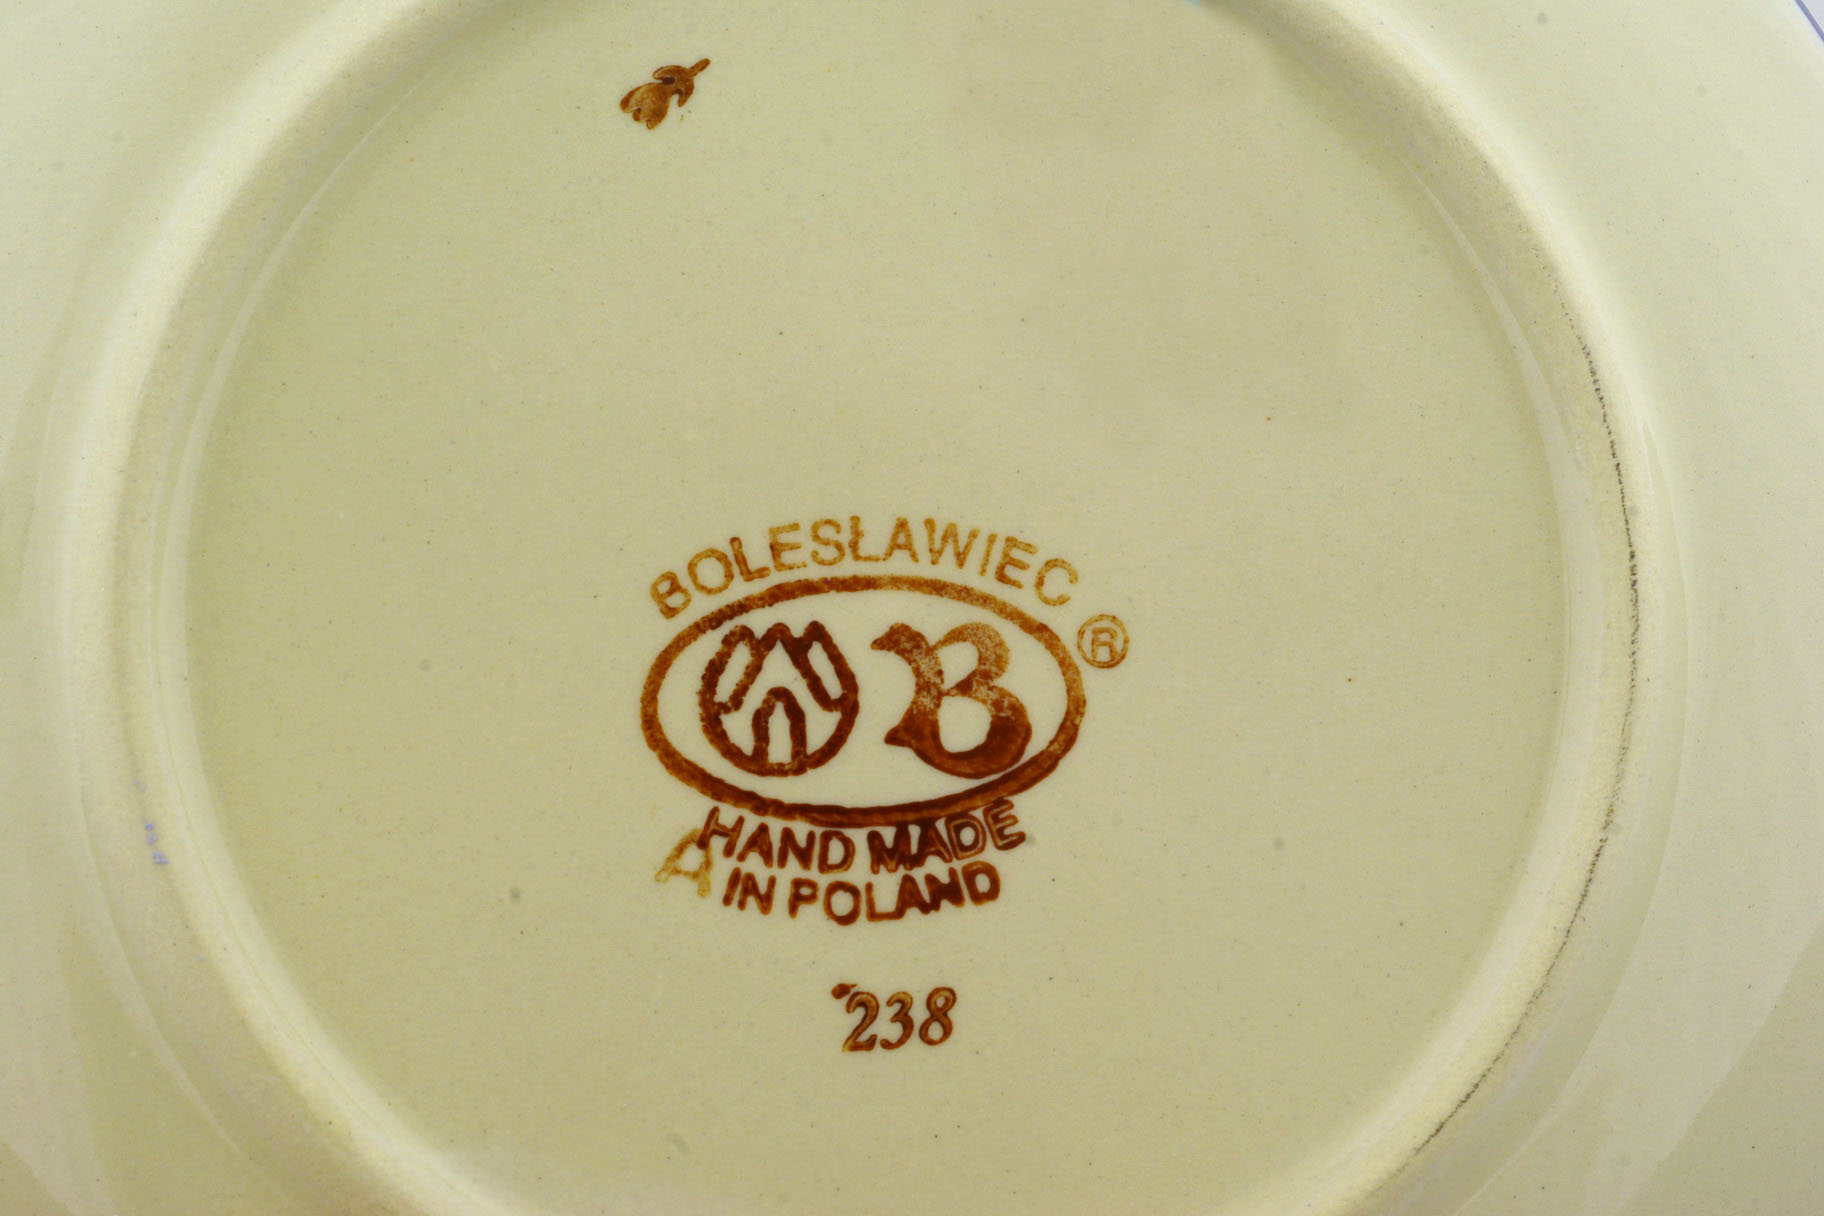 BOLESŁAWIEC
B ®
HAND MADE
A IN POLAND
238